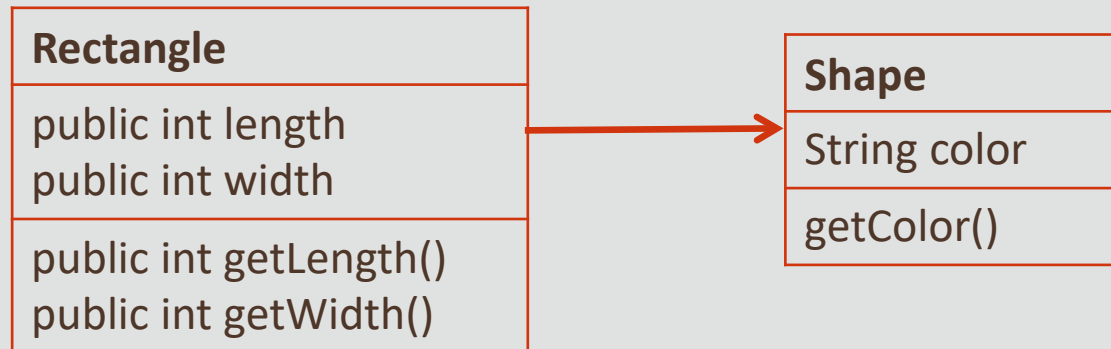 Rectangle
public int length
public int width
public int getLength()
public int getWidth()
Shape
String color
getColor()